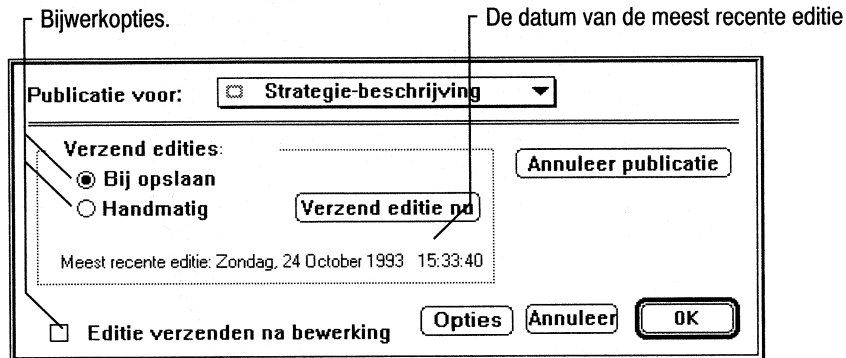 Bijwerkopties.
De datum van de meest recente editie
Publicatie voor: Strategie-beschrijving
Verzend edities:
Bij opslaan
Annuleer publicatie
Handmatig
Verzend editie nu
Meest recente editie: Zondag, 24 October 1993 15:33:40
Editie verzenden na bewerking
Opties
Annuleer
OK